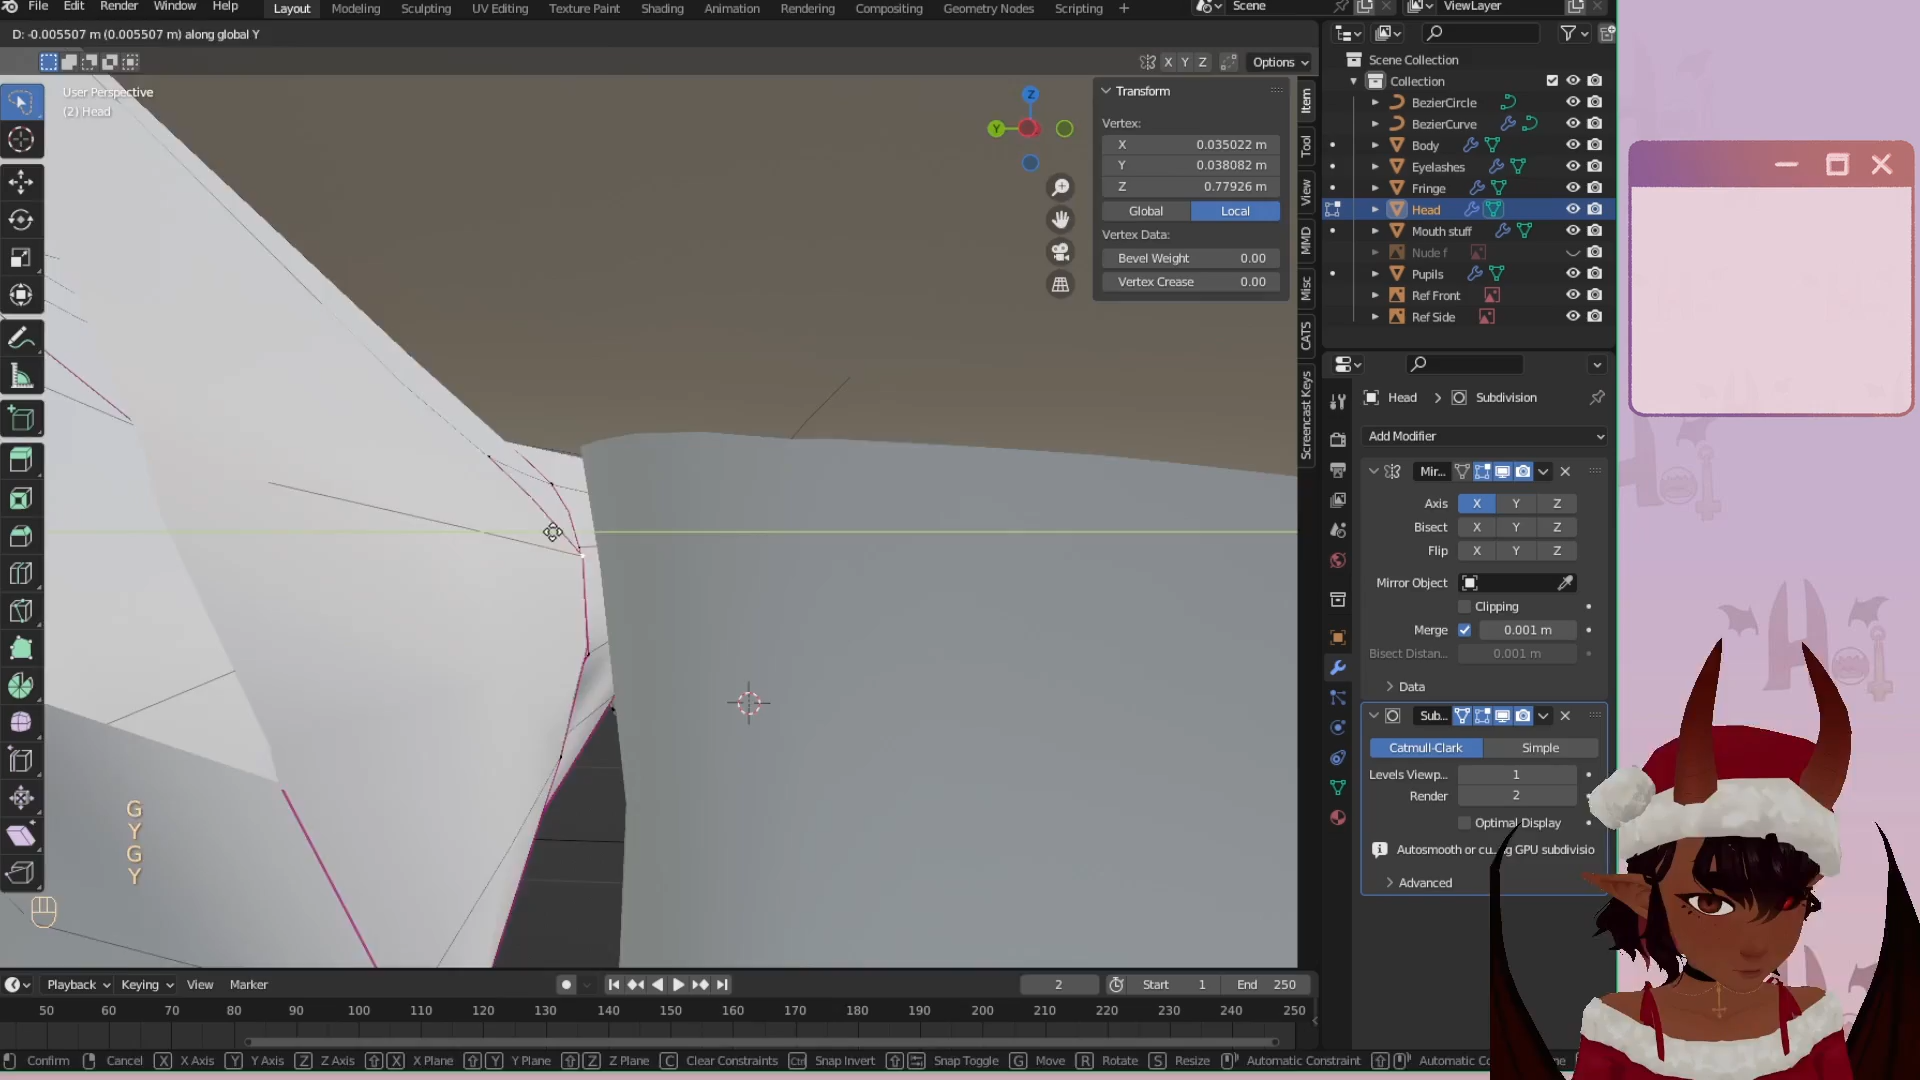 File Edit Render Window Help Layout Modeling Sculpting UV Editing Texture Paint Shading Animation Rendering Compositing Geometry Nodes Scripting + Scene ViewLayer
D: -0.005507 m (0.005507 m) along global Y
X Y Z Options
User Perspective
(2) Head
Z
Y
Transform
Vertex:
X 0.035022 m
Y 0.038082 m
Z 0.77926 m
Global Local
Vertex Data:
Bevel Weight 0.00
Vertex Crease 0.00
Item
Tool
View
MMD
Misc
CATS
Screencast Keys
Scene Collection
Collection
BezierCircle
BezierCurve
Body
Eyelashes
Fringe
Head
Mouth stuff
Nude f
Pupils
Ref Front
Ref Side
Head > Subdivision
Add Modifier
Mir...
Axis X Y Z
Bisect X Y Z
Flip X Y Z
Mirror Object
Clipping
Merge 0.001 m
Bisect Distan... 0.001 m
Data
Sub...
Catmull-Clark Simple
Levels Viewp... 1
Render 2
Optimal Display
Autosmooth or cu...g GPU subdivisio
Advanced
G
Y
G
Y
Playback Keying View Marker 2 Start 1 End 250
50 60 70 80 90 100 110 120 130 140 150 160 170 180 190 200 210 220 230 240 250
Confirm Cancel X X Axis Y Y Axis Z Z Axis X X Plane Y Y Plane Z Z Plane C Clear Constraints Ctrl Snap Invert Snap Toggle G Move R Rotate S Resize Automatic Constraint Automatic